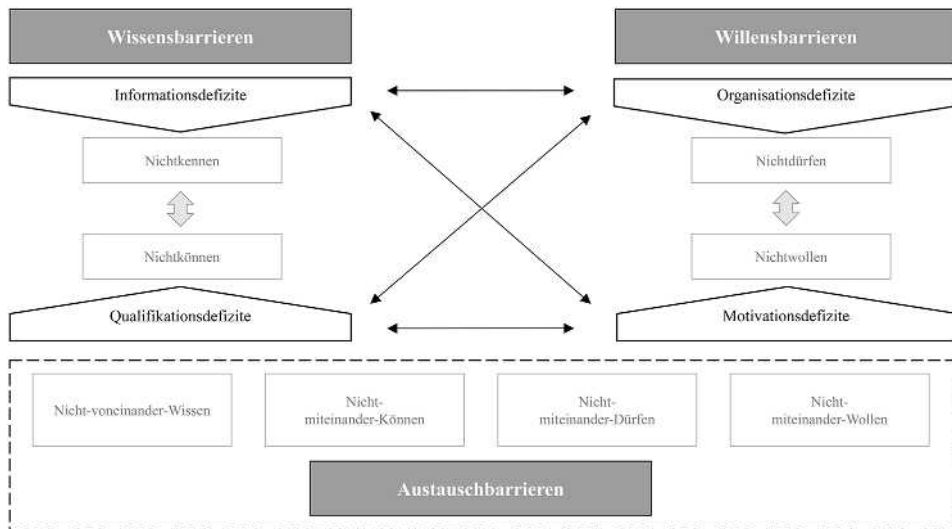 Wissensbarrieren
Willensbarrieren
Informationsdefizite
Organisationsdefizite
Nichtkennen
Nichtdürfen
Nichtkönnen
Nichtwollen
Qualifikationsdefizite
Motivationsdefizite
Nicht-voneinander-Wissen
Nicht-
miteinander-Können
Nicht-
miteinander-Dürfen
Nicht-
miteinander-Wollen
Austauschbarrieren